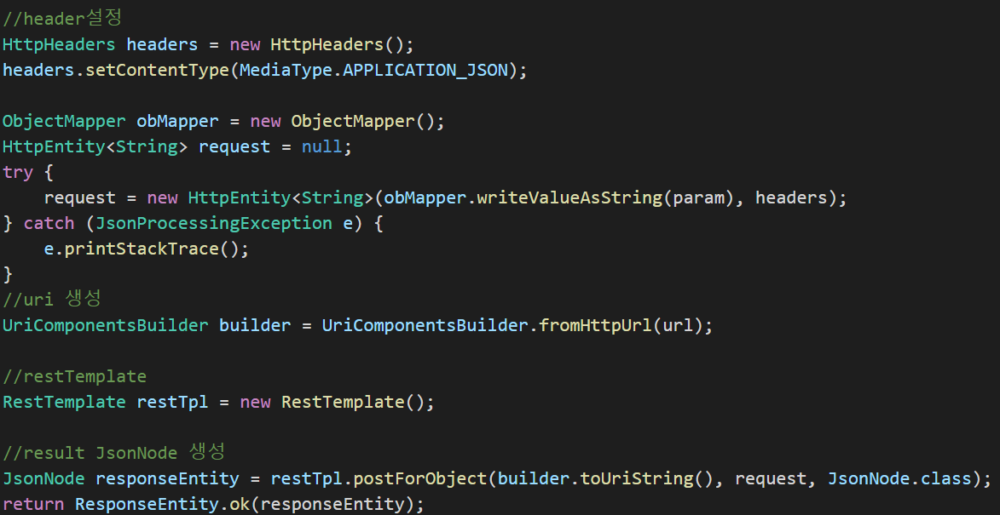 //header설정
HttpHeaders headers = new HttpHeaders();
headers.setContentType(MediaType.APPLICATION_JSON);
ObjectMapper obMapper = new ObjectMapper();
HttpEntity<String> request = null;
try {
request = new HttpEntity<String>(obMapper.writeValueAsString(param), headers);
} catch (JsonProcessingException e) {
e.printStackTrace();
}
//uri 생성
UriComponentsBuilder builder = UriComponentsBuilder.fromHttpUrl(url);
//restTemplate
RestTemplate restTpl = new RestTemplate();
//result JsonNode 생성
JsonNode responseEntity = restTpl.postForObject(builder.toUriString(), request, JsonNode.class);
return ResponseEntity.ok(responseEntity);